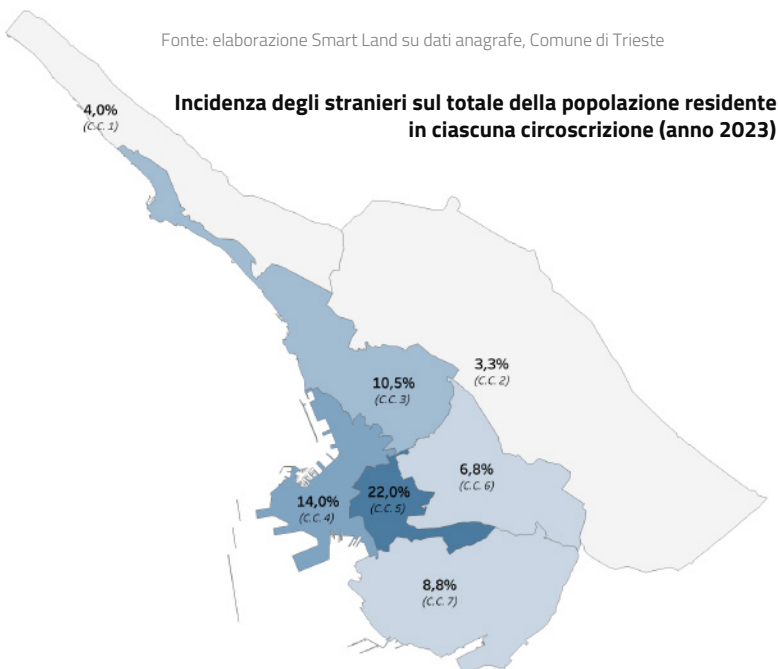 Fonte: elaborazione Smart Land su dati anagrafe, Comune di Trieste
Incidenza degli stranieri sul totale della popolazione residente
in ciascuna circoscrizione (anno 2023)
4,0%
(C.C. 1)
3,3%
(C.C. 2)
10,5%
(C.C. 3)
6,8%
(C.C. 6)
22,0%
(C.C. 5)
14,0%
(C.C. 4)
8,8%
(C.C. 7)